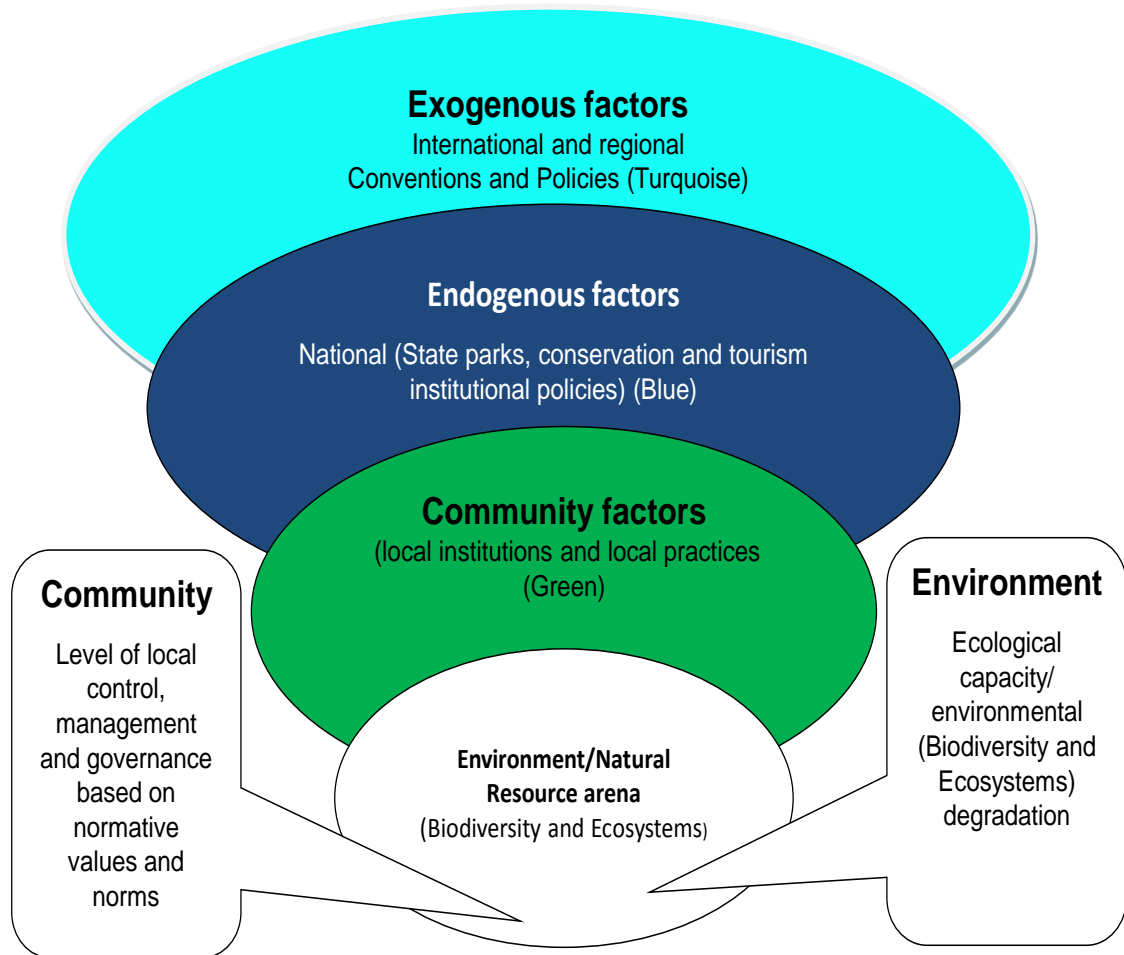 Exogenous factors
International and regional
Conventions and Policies (Turquoise)
Endogenous factors
National (State parks, conservation and tourism
institutional policies) (Blue)
Community factors
(local institutions and local practices
(Green)
Community
Level of local
control,
management
and governance
based on
normative
values and
norms
Environment/Natural
Resource arena
(Biodiversity and Ecosystems)
Environment
Ecological
capacity/
environmental
(Biodiversity and
Ecosystems)
degradation